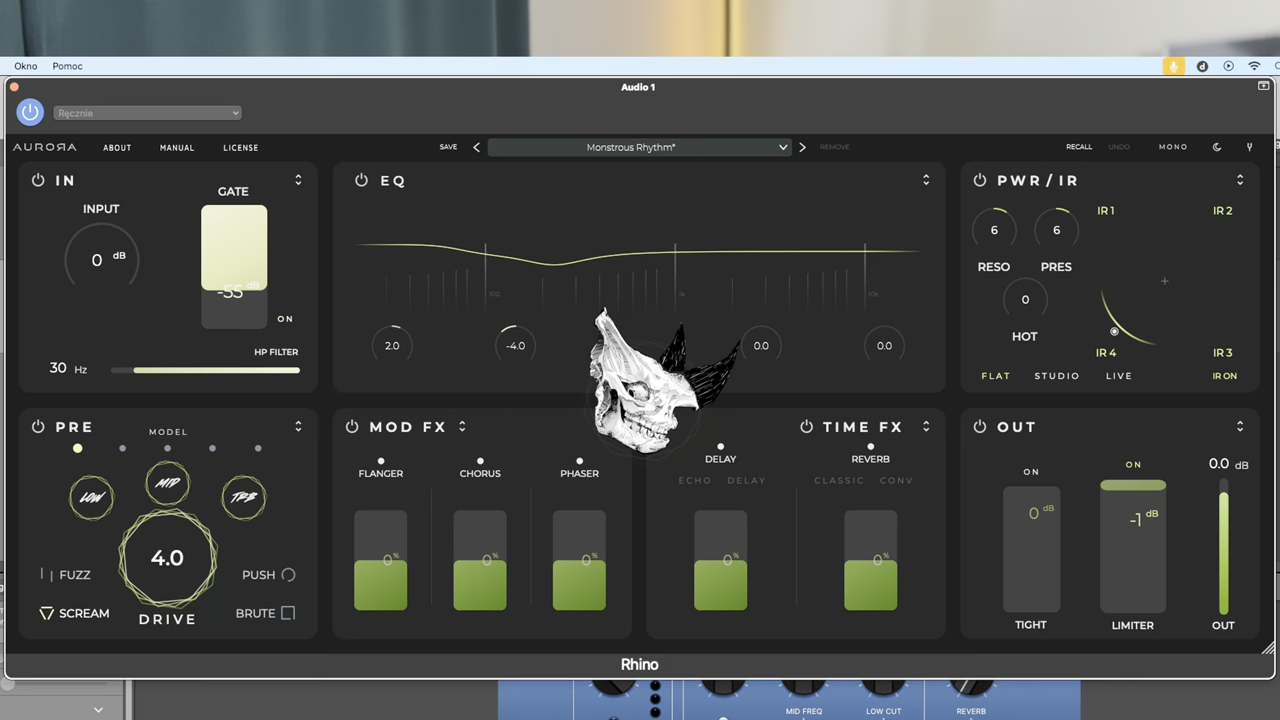 Okno Pomoc
Audio 1
Ręcznie
AURORA ABOUT MANUAL LICENSE SAVE Monstrous Rhythm* REMOVE RECALL UNDO MONO
IN
GATE
INPUT
0 dB
-55 dB
ON
HP FILTER
30 Hz
EQ
100 1k 10k
2.0 -4.0 0.0 0.0
PWR / IR
6 6
RESO PRES
0
HOT
FLAT STUDIO LIVE
IR 1 IR 2
IR 4 IR 3
IR ON
PRE
MODEL
LOW MID TRB
4.0
FUZZ PUSH
SCREAM BRUTE
DRIVE
MOD FX
FLANGER CHORUS PHASER
0% 0% 0%
TIME FX
DELAY REVERB
ECHO DELAY CLASSIC CONV
0% 0%
OUT
ON ON 0.0 dB
0 dB -1 dB
TIGHT LIMITER OUT
Rhino
MID FREQ LOW CUT REVERB